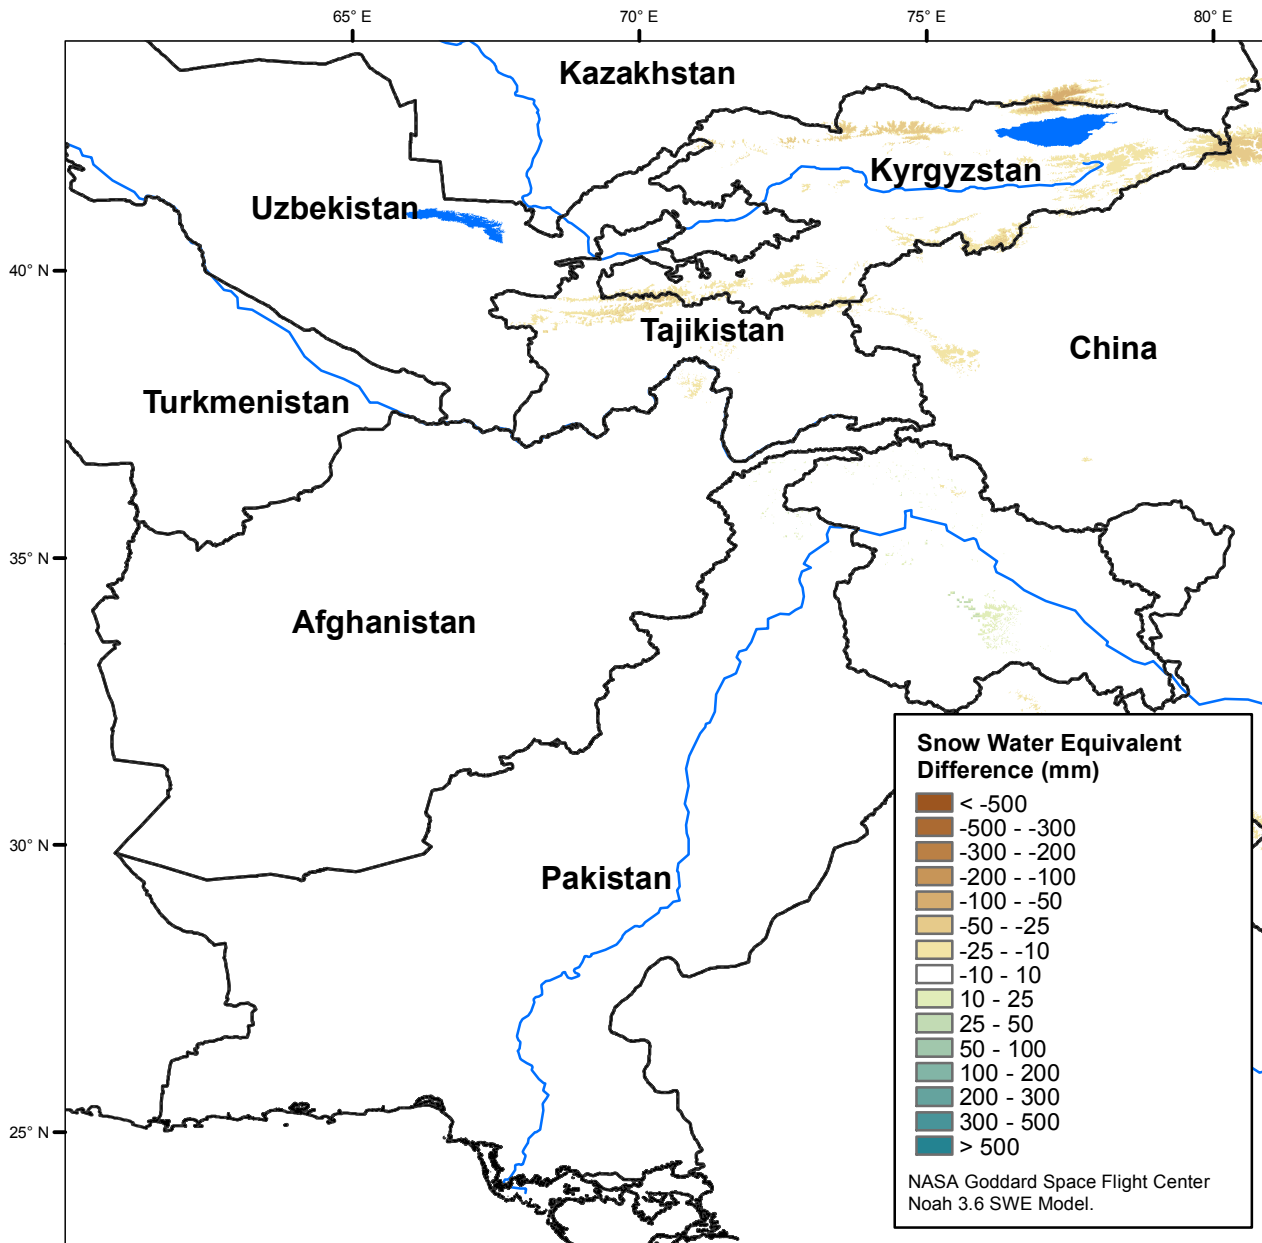 65° E
70° E
75° E
80° E
Kazakhstan
Kyrgyzstan
Uzbekistan
40° N
Tajikistan
China
Turkmenistan
35° N
Afghanistan
30° N
Pakistan
25° N
Snow Water Equivalent
Difference (mm)
< -500
-500 - -300
-300 - -200
-200 - -100
-100 - -50
-50 - -25
-25 - -10
-10 - 10
10 - 25
25 - 50
50 - 100
100 - 200
200 - 300
300 - 500
> 500
NASA Goddard Space Flight Center
Noah 3.6 SWE Model.